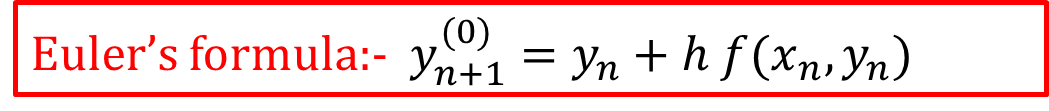 Euler's formula:- $y_{n+1}^{(0)} = y_n + h f(x_n, y_n)$